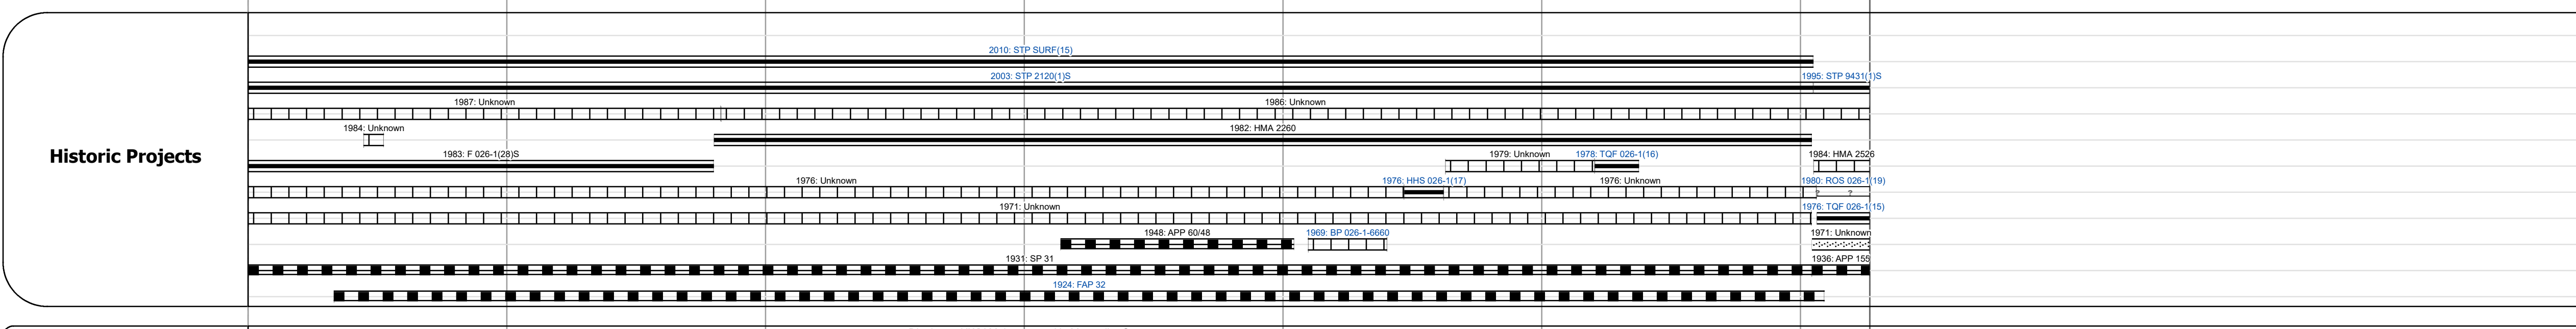 Historic Projects
2010: STP SURF(15)
2003: STP 2120(1)S
1995: STP 9431(1)S
1987: Unknown
1986: Unknown
1984: Unknown
1982: HMA 2260
1983: F 026-1(28)S
1979: Unknown
1978: TQF 026-1(16)
1984: HMA 2526
1976: Unknown
1976: HHS 026-1(17)
1976: Unknown
1980: ROS 026-1(19)
? ?
1971: Unknown
1976: TQF 026-1(15)
1948: APP 60/48
1969: BP 026-1-6660
1971: Unknown
1931: SP 31
1936: APP 155
1924: FAP 32